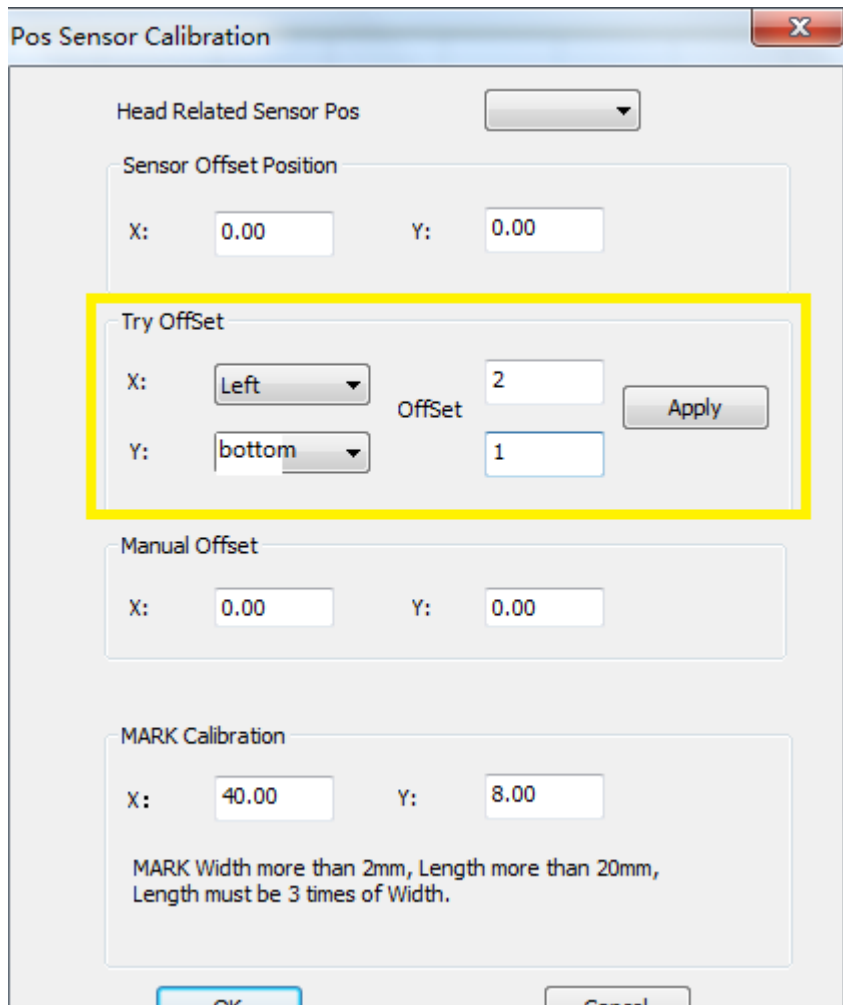 Pos Sensor Calibration
Head Related Sensor Pos
Sensor Offset Position
X: 0.00 Y: 0.00
Try OffSet
X: Left 2
OffSet Apply
Y: bottom 1
Manual Offset
X: 0.00 Y: 0.00
MARK Calibration
X: 40.00 Y: 8.00
MARK Width more than 2mm, Length more than 20mm,
Length must be 3 times of Width.
OK Cancel